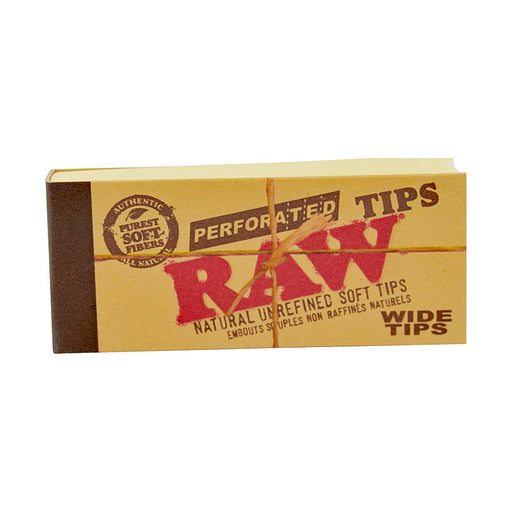 AUTHENTIC
PUREST
SOFT
FIBERS
ALL NATURAL
PERFORATED TIPS
RAW
NATURAL UNREFINED SOFT TIPS
EMBOUTS SOUPLES NON RAFFINÉS NATURELS
WIDE
TIPS